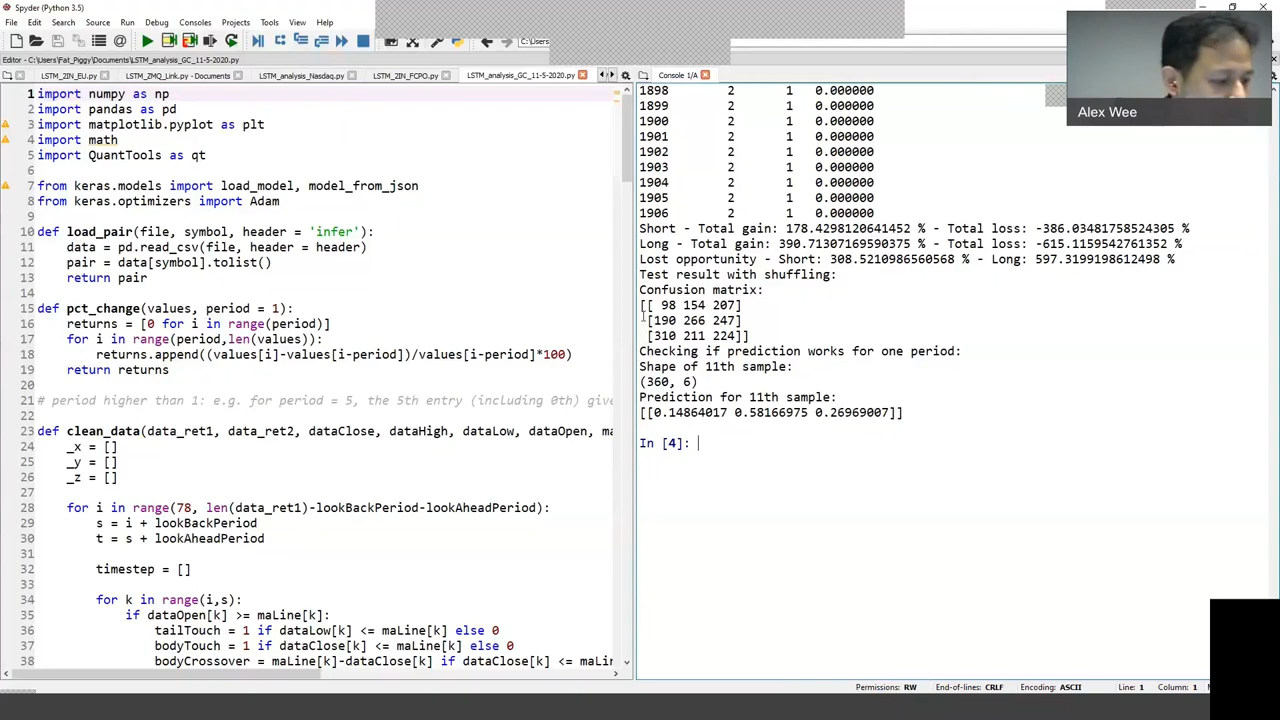 Spyder (Python 3.5)
File Edit Search Source Run Debug Consoles Projects Tools View Help
C:\Users
Editor - C:\Users\Fat_Piggy\Documents\LSTM_analysis_GC_11-5-2020.py
LSTM_2IN_EU.py LSTM_ZMQ_Link.py - Documents LSTM_analysis_Nasdaq.py LSTM_2IN_FCPO.py LSTM_analysis_GC_11-5-2020.py
1 import numpy as np
2 import pandas as pd
3 import matplotlib.pyplot as plt
4 import math
5 import QuantTools as qt
6
7 from keras.models import load_model, model_from_json
8 from keras.optimizers import Adam
9
10 def load_pair(file, symbol, header = 'infer'):
11 data = pd.read_csv(file, header = header)
12 pair = data[symbol].tolist()
13 return pair
14
15 def pct_change(values, period = 1):
16 returns = [0 for i in range(period)]
17 for i in range(period,len(values)):
18 returns.append((values[i]-values[i-period])/values[i-period]*100)
19 return returns
20
21 # period higher than 1: e.g. for period = 5, the 5th entry (including 0th) give
22
23 def clean_data(data_ret1, data_ret2, dataClose, dataHigh, dataLow, dataOpen, ma
24 _x = []
25 _y = []
26 _z = []
27
28 for i in range(78, len(data_ret1)-lookBackPeriod-lookAheadPeriod):
29 s = i + lookBackPeriod
30 t = s + lookAheadPeriod
31
32 timestep = []
33
34 for k in range(i,s):
35 if dataOpen[k] >= maLine[k]:
36 tailTouch = 1 if dataLow[k] <= maLine[k] else 0
37 bodyTouch = 1 if dataClose[k] <= maLine[k] else 0
38 bodyCrossover = maLine[k]-dataClose[k] if dataClose[k] <= maLin
Console 1/A
1898 2 1 0.000000
1899 2 1 0.000000
1900 2 1 0.000000
1901 2 1 0.000000
1902 2 1 0.000000
1903 2 1 0.000000
1904 2 1 0.000000
1905 2 1 0.000000
1906 2 1 0.000000
Short - Total gain: 178.4298120641452 % - Total loss: -386.03481758524305 %
Long - Total gain: 390.71307169590375 % - Total loss: -615.1159542761352 %
Lost opportunity - Short: 308.5210986560568 % - Long: 597.3199198612498 %
Test result with shuffling:
Confusion matrix:
[[ 98 154 207]
[190 266 247]
[310 211 224]]
Checking if prediction works for one period:
Shape of 11th sample:
(360, 6)
Prediction for 11th sample:
[[0.14864017 0.58166975 0.26969007]]
In [4]:
Alex Wee
Permissions: RW End-of-lines: CRLF Encoding: ASCII Line: 1 Column: 1